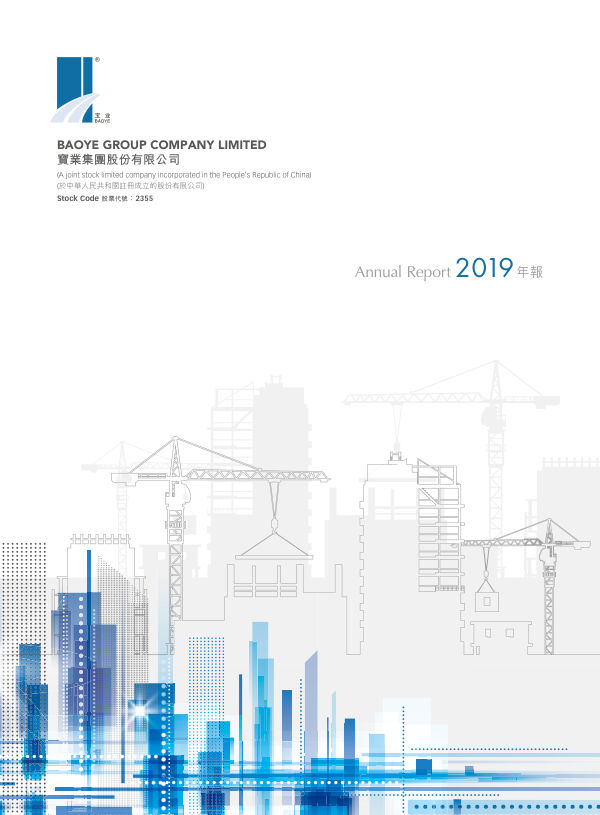 ®
宝业
BAOYE
BAOYE GROUP COMPANY LIMITED
寶業集團股份有限公司
(A joint stock limited company incorporated in the People's Republic of China)
(於中華人民共和國註冊成立的股份有限公司)
Stock Code 股票代號：2355
Annual Report 2019 年報